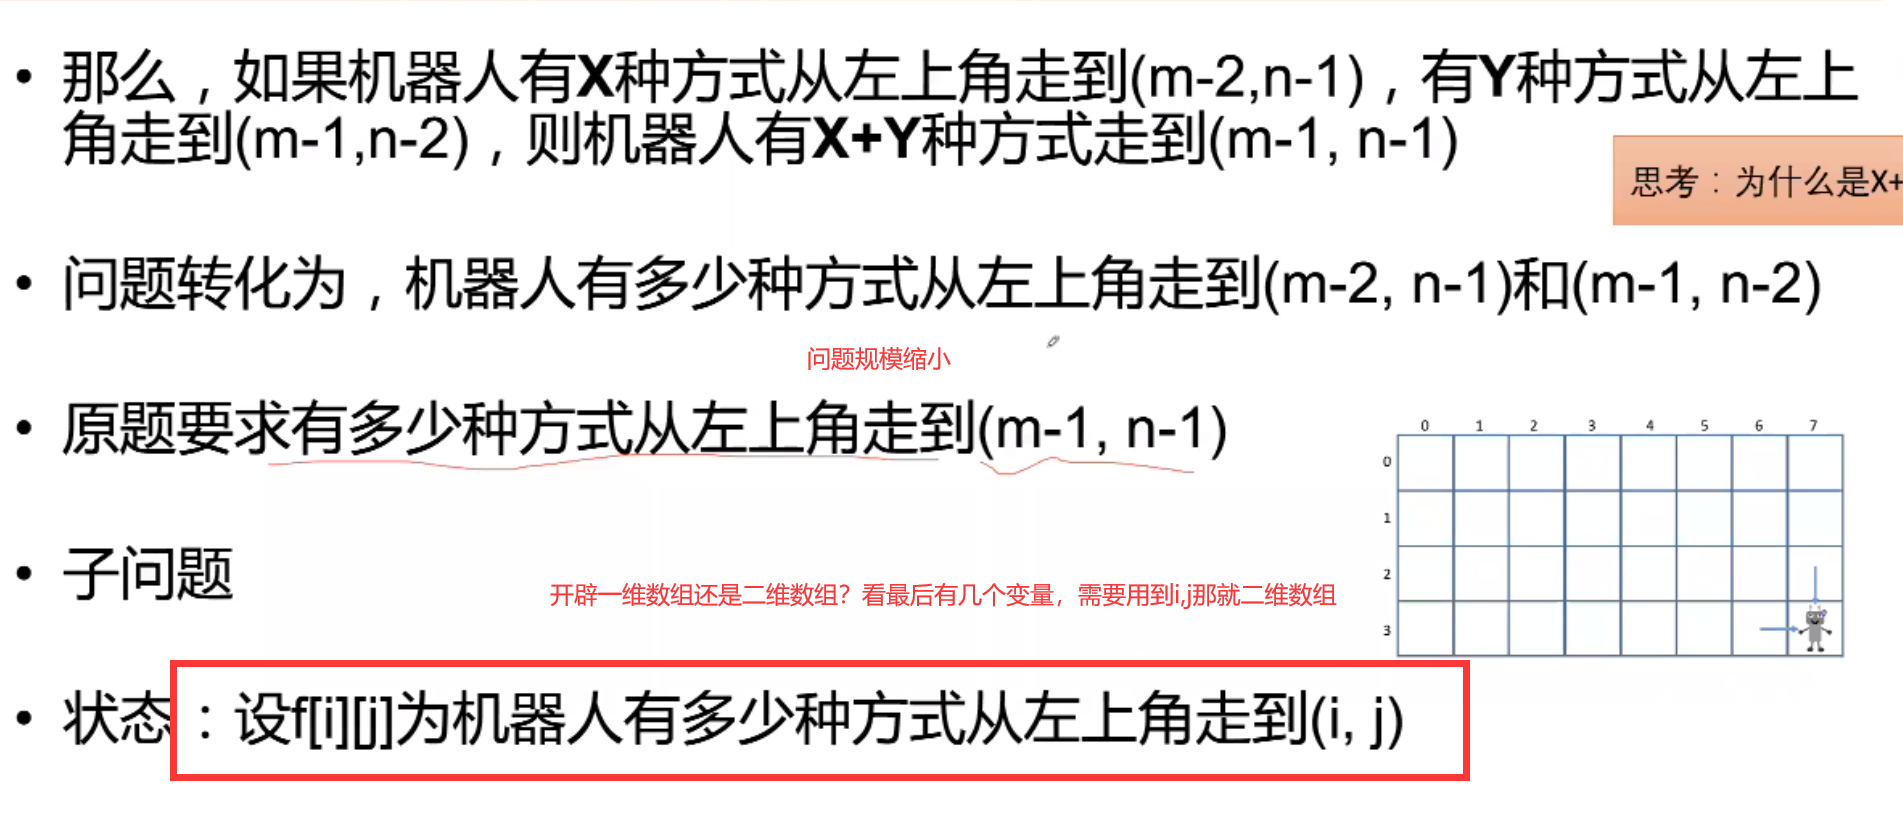 • 那么，如果机器人有X种方式从左上角走到(m-2,n-1)，有Y种方式从左上
角走到(m-1,n-2)，则机器人有X+Y种方式走到(m-1, n-1)
思考：为什么是X+
• 问题转化为，机器人有多少种方式从左上角走到(m-2, n-1)和(m-1, n-2)
问题规模缩小
• 原题要求有多少种方式从左上角走到(m-1, n-1)
0 1 2 3 4 5 6 7
0
1
2
3
• 子问题
开辟一维数组还是二维数组？看最后有几个变量，需要用到i,j那就二维数组
• 状态：设f[i][j]为机器人有多少种方式从左上角走到(i, j)